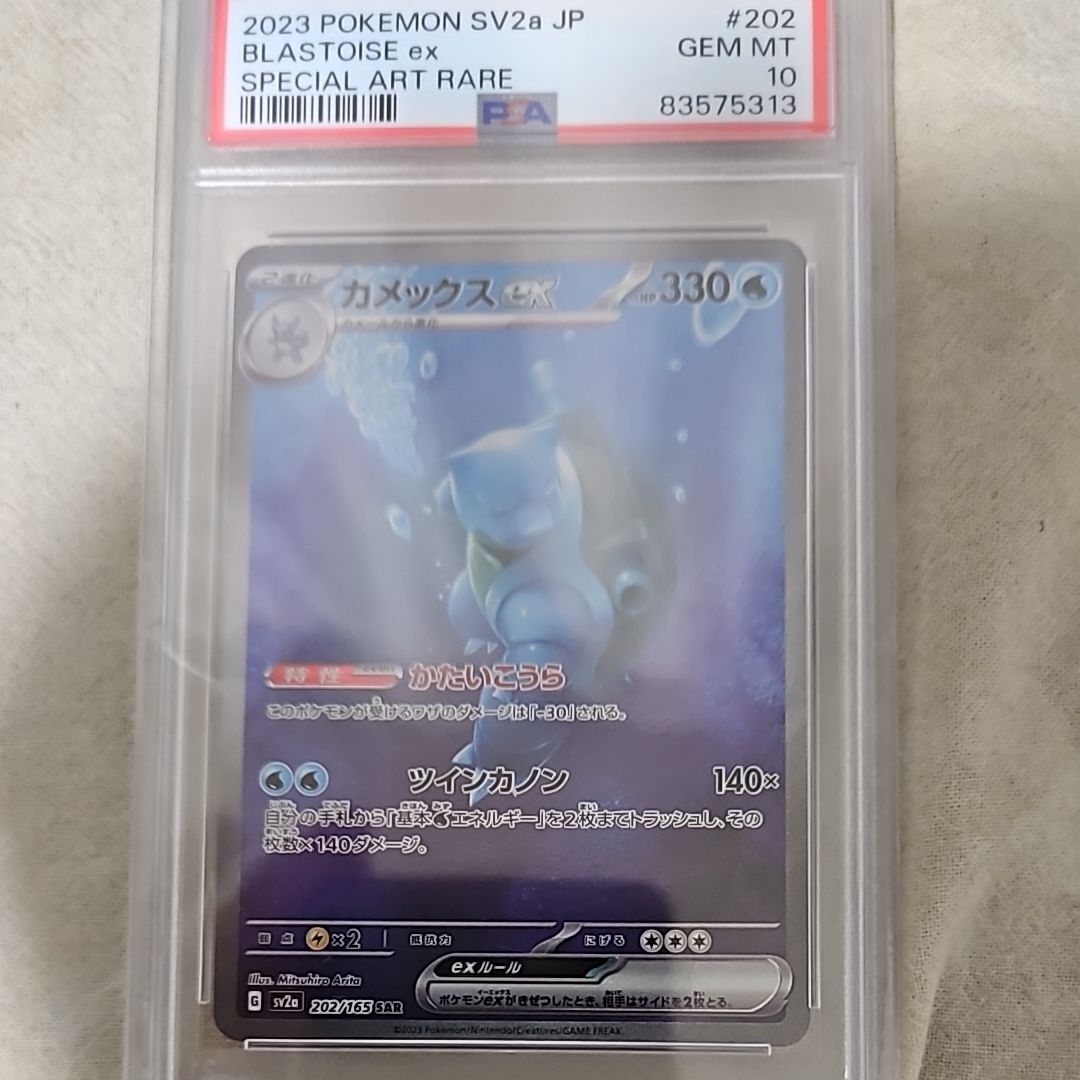 2023 POKEMON SV2a JP #202
BLASTOISE ex GEM MT
SPECIAL ART RARE 10
PSA 83575313
2進化 カメックスex HP 330
カメールから進化
特性 かたいこうら
このポケモンが受けるワザのダメージは「-30」される。
ツインカノン 140×
自分の手札から「基本エネルギー」を2枚までトラッシュし、その
枚数×140ダメージ。
弱点 ×2 抵抗力 にげる
exルール
Illus. Mitsuhiro Arita
ポケモンexがきぜつしたとき、相手はサイドを2枚とる。
G sv2a 202/165 SAR
©2023 Pokémon/Nintendo/Creatures/GAME FREAK.